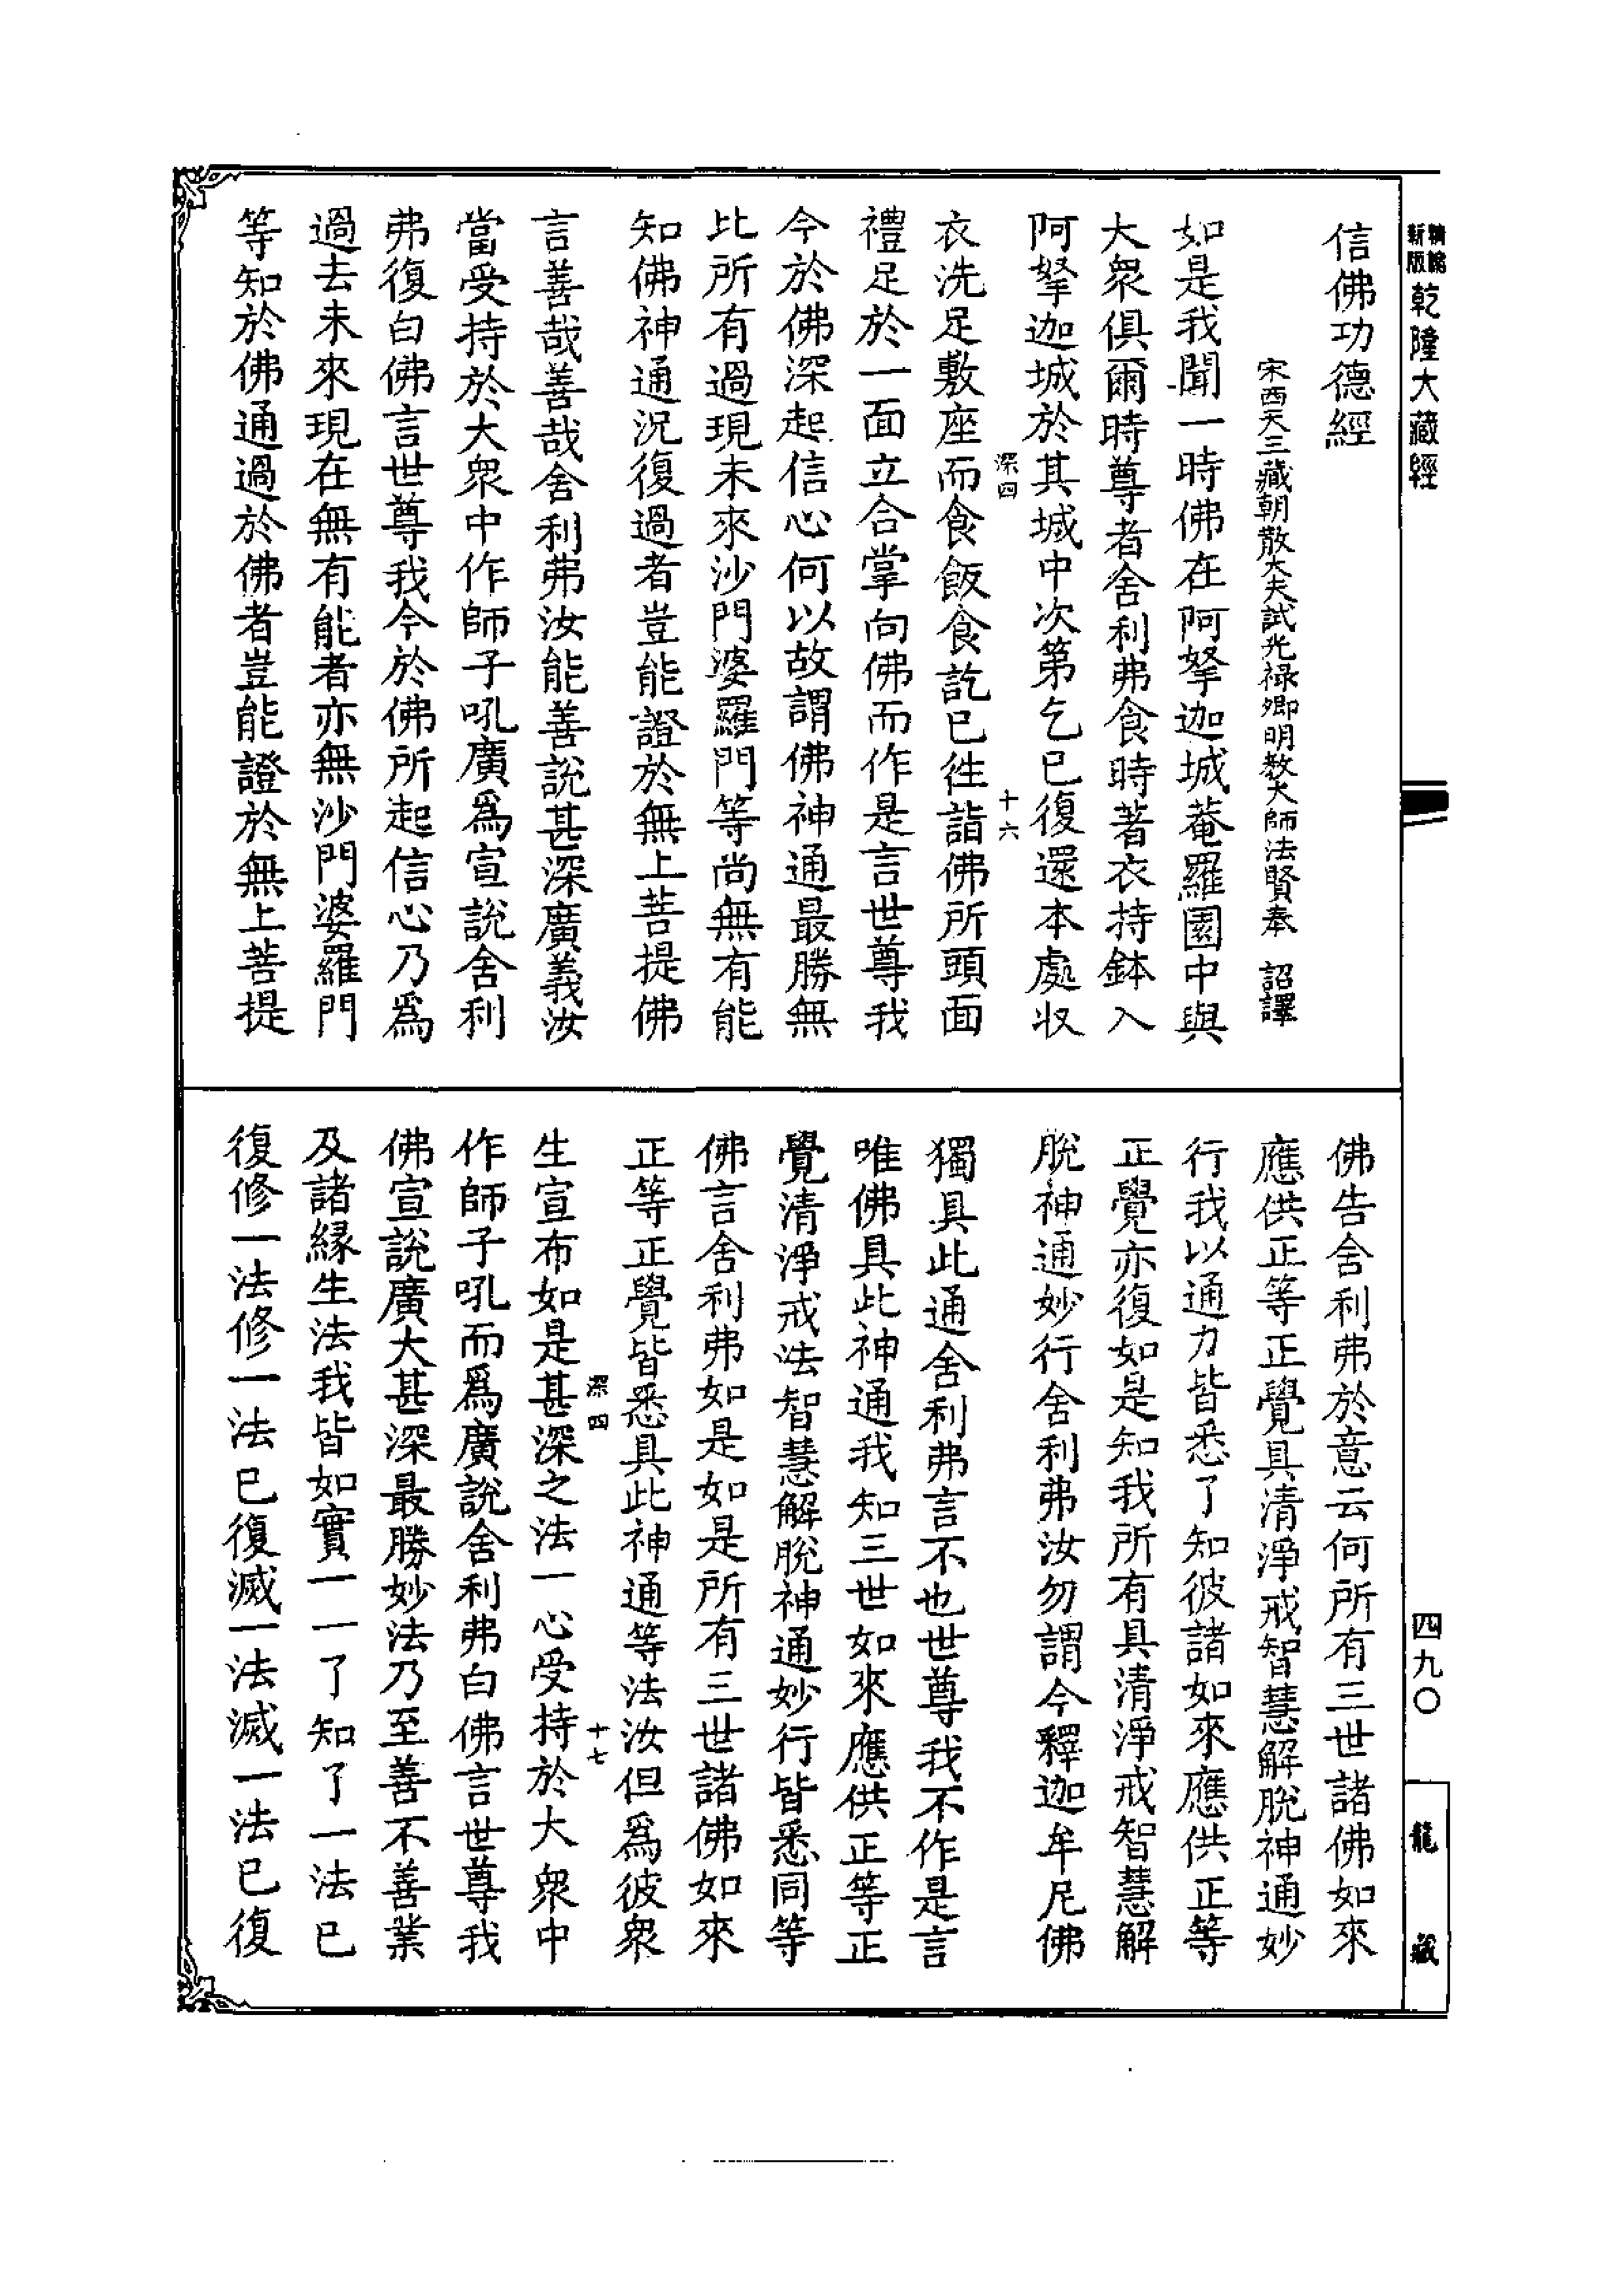 新版
精縮
乾隆大藏經
信佛功德經
宋西天三藏朝散大夫試光祿卿明教大師法賢奉 詔譯
如是我聞一時佛在阿拏迦城菴羅園中與
大衆俱爾時尊者舍利弗食時著衣持鉢入
阿拏迦城於其城中次第乞已復還本處收
深四
十六
衣洗足敷座而食飯食訖已往詣佛所頭面
禮足於一面立合掌向佛而作是言世尊我
今於佛深起信心何以故謂佛神通最勝無
比所有過現未來沙門婆羅門等尚無有能
知佛神通況復過者豈能證於無上菩提佛
言善哉善哉舍利弗汝能善說甚深廣義汝
當受持於大衆中作師子吼廣爲宣說舍利
弗復白佛言世尊我今於佛所起信心乃爲
過去未來現在無有能者亦無沙門婆羅門
等知於佛通過於佛者豈能證於無上菩提
佛告舍利弗於意云何所有三世諸佛如來
應供正等正覺具清淨戒智慧解脫神通妙
行我以通力皆悉了知彼諸如來應供正等
正覺亦復如是知我所有具清淨戒智慧解
脫神通妙行舍利弗汝勿謂今釋迦牟尼佛
獨具此通舍利弗言不也世尊我不作是言
唯佛具此神通我知三世如來應供正等正
覺清淨戒法智慧解脫神通妙行皆悉同等
佛言舍利弗如是如是所有三世諸佛如來
正等正覺皆悉具此神通等法汝但爲彼衆
深四
十七
生宣布如是甚深之法一心受持於大衆中
作師子吼而爲廣說舍利弗白佛言世尊我
佛宣說廣大甚深最勝妙法乃至善不善業
及諸緣生法我皆如實一一了知了一法已
復修一法修一法已復滅一法滅一法已復
四九〇
龍藏